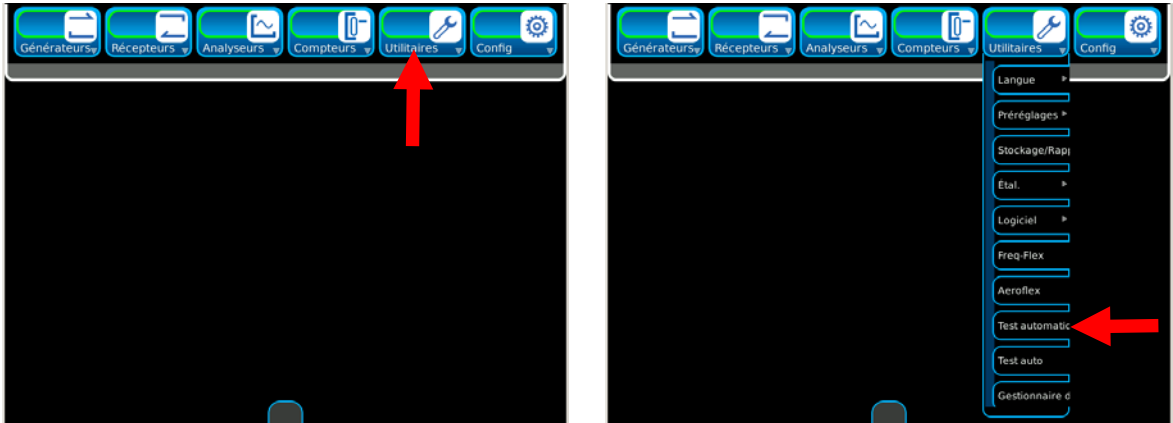 Générateurs Récepteurs Analyseurs Compteurs Utilitaires Config
Générateurs Récepteurs Analyseurs Compteurs Utilitaires Config
Langue
Préréglages
Stockage/Rapp
Étal.
Logiciel
Freq-Flex
Aeroflex
Test automatic
Test auto
Gestionnaire d